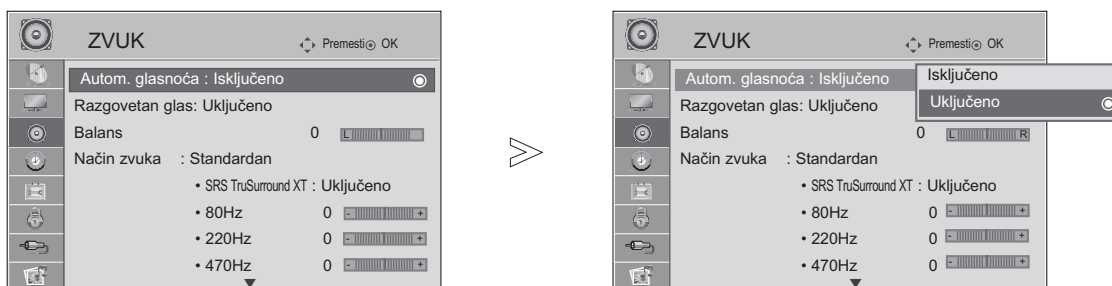 ZVUK
Premesti OK
Autom. glasnoća : Isključeno
Razgovetan glas: Uključeno
Balans 0 L
Način zvuka : Standardan
• SRS TruSurround XT : Uključeno
• 80Hz 0 - +
• 220Hz 0 - +
• 470Hz 0 - +
ZVUK
Premesti OK
Autom. glasnoća : Isključeno
Isključeno
Uključeno
Razgovetan glas: Uključeno
Balans 0 L R
Način zvuka : Standardan
• SRS TruSurround XT : Uključeno
• 80Hz 0 - +
• 220Hz 0 - +
• 470Hz 0 - +